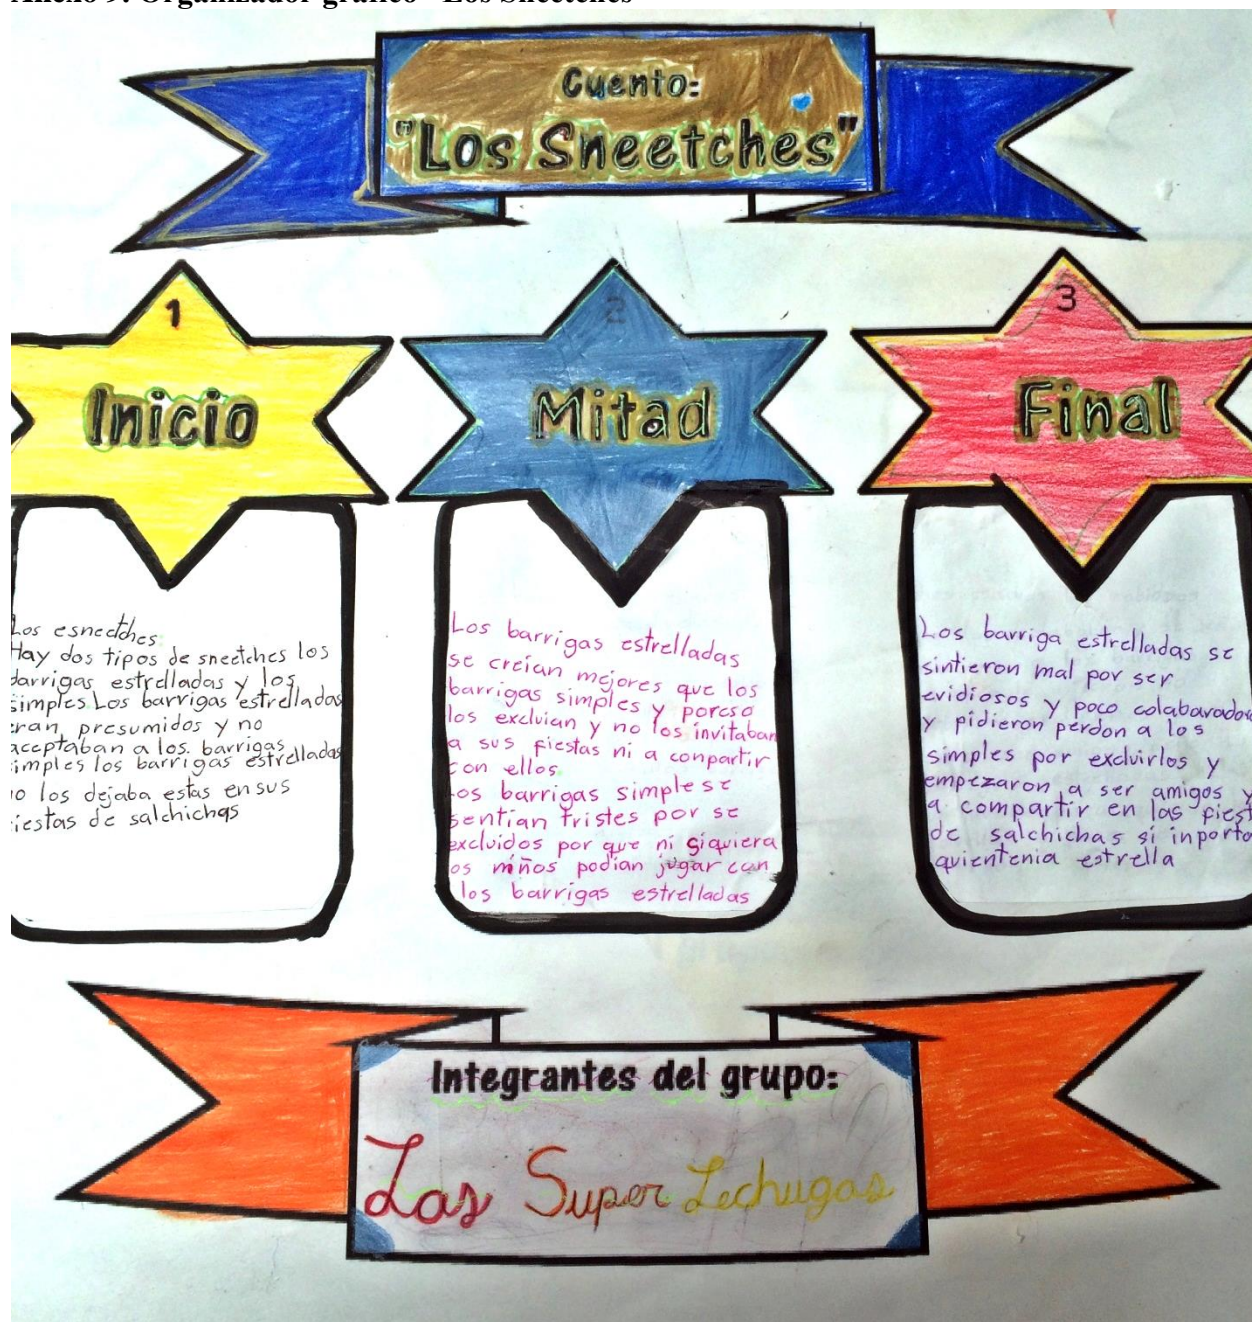 Anexo 9: Organizador gráfico "Los Sneetches"
Cuento:
"Los Sneetches"
1
Inicio
Los esneetches
Hay dos tipos de sneetches los
barrigas estrelladas y los
simples Los barrigas estrelladas
eran presumidos y no
aceptaban a los barrigas
simples los barrigas estrelladas
no los dejaba estas en sus
fiestas de salchichas
2
Mitad
Los barrigas estrelladas
se creían mejores que los
barrigas simples y poreso
los excluian y no los invitaban
a sus fiestas ni a conpartir
con ellos
los barrigas simples se
sentian tristes por se
excluidos por que ni siquiera
los niños podian jugar con
los barrigas estrelladas
3
Final
Los barriga estrelladas se
sintieron mal por ser
evidiosos y poco colabaradores
y pidieron perdon a los
simples por excluirlos y
empezaron a ser amigos y
a compartir en las fiest
de salchichas si inporto
quientenia estrella
Integrantes del grupo:
Las Super Lechugas